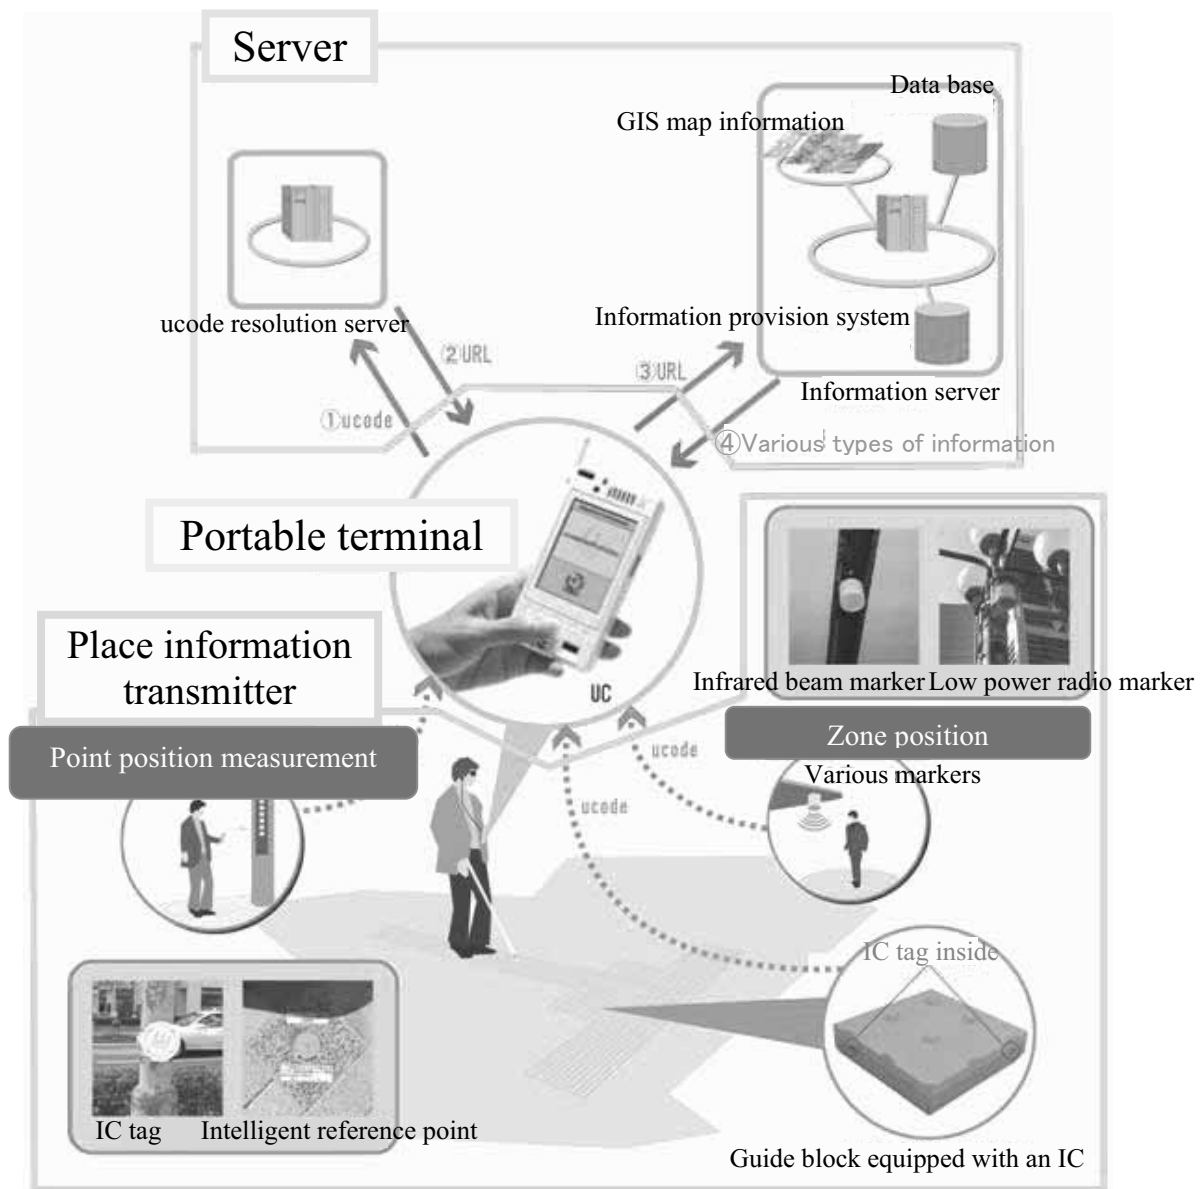 Server
Data base
GIS map information
ucode resolution server
Information provision system
②URL
③URL
Information server
①ucode
④Various types of information
Portable terminal
Place information
transmitter
UC
Infrared beam marker
Low power radio marker
Point position measurement
Zone position
ucode
Various markers
ucode
IC tag inside
IC tag
Intelligent reference point
Guide block equipped with an IC